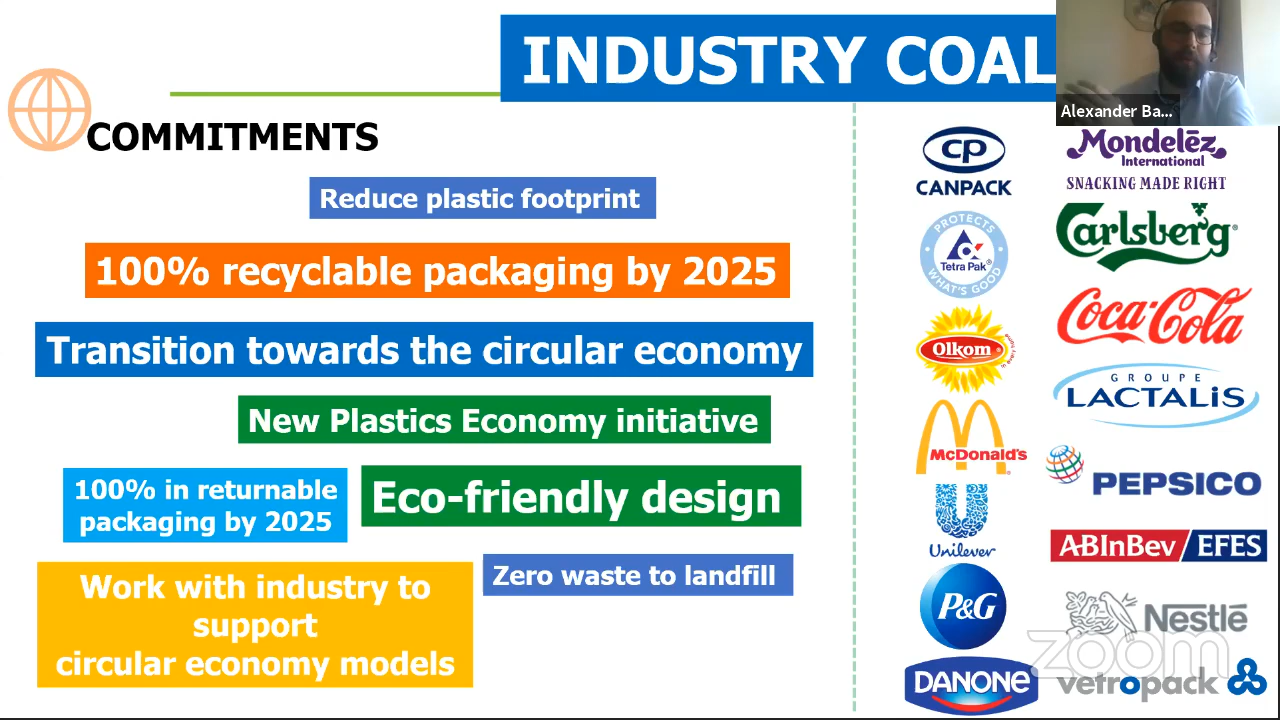 INDUSTRY COAL
Alexander Ba...
COMMITMENTS
Reduce plastic footprint
100% recyclable packaging by 2025
Transition towards the circular economy
New Plastics Economy initiative
100% in returnable
packaging by 2025
Eco-friendly design
Work with industry to
support
circular economy models
Zero waste to landfill
CP
CANPACK
PROTECTS
Tetra Pak®
WHAT'S GOOD
Olkom
McDonald's
Unilever
P&G
DANONE
Mondelēz
International
SNACKING MADE RIGHT
Carlsberg®
Coca-Cola
GROUPE
LACTALiS
PEPSICO
ABInBev EFES
Nestlé
zoom
vetropack